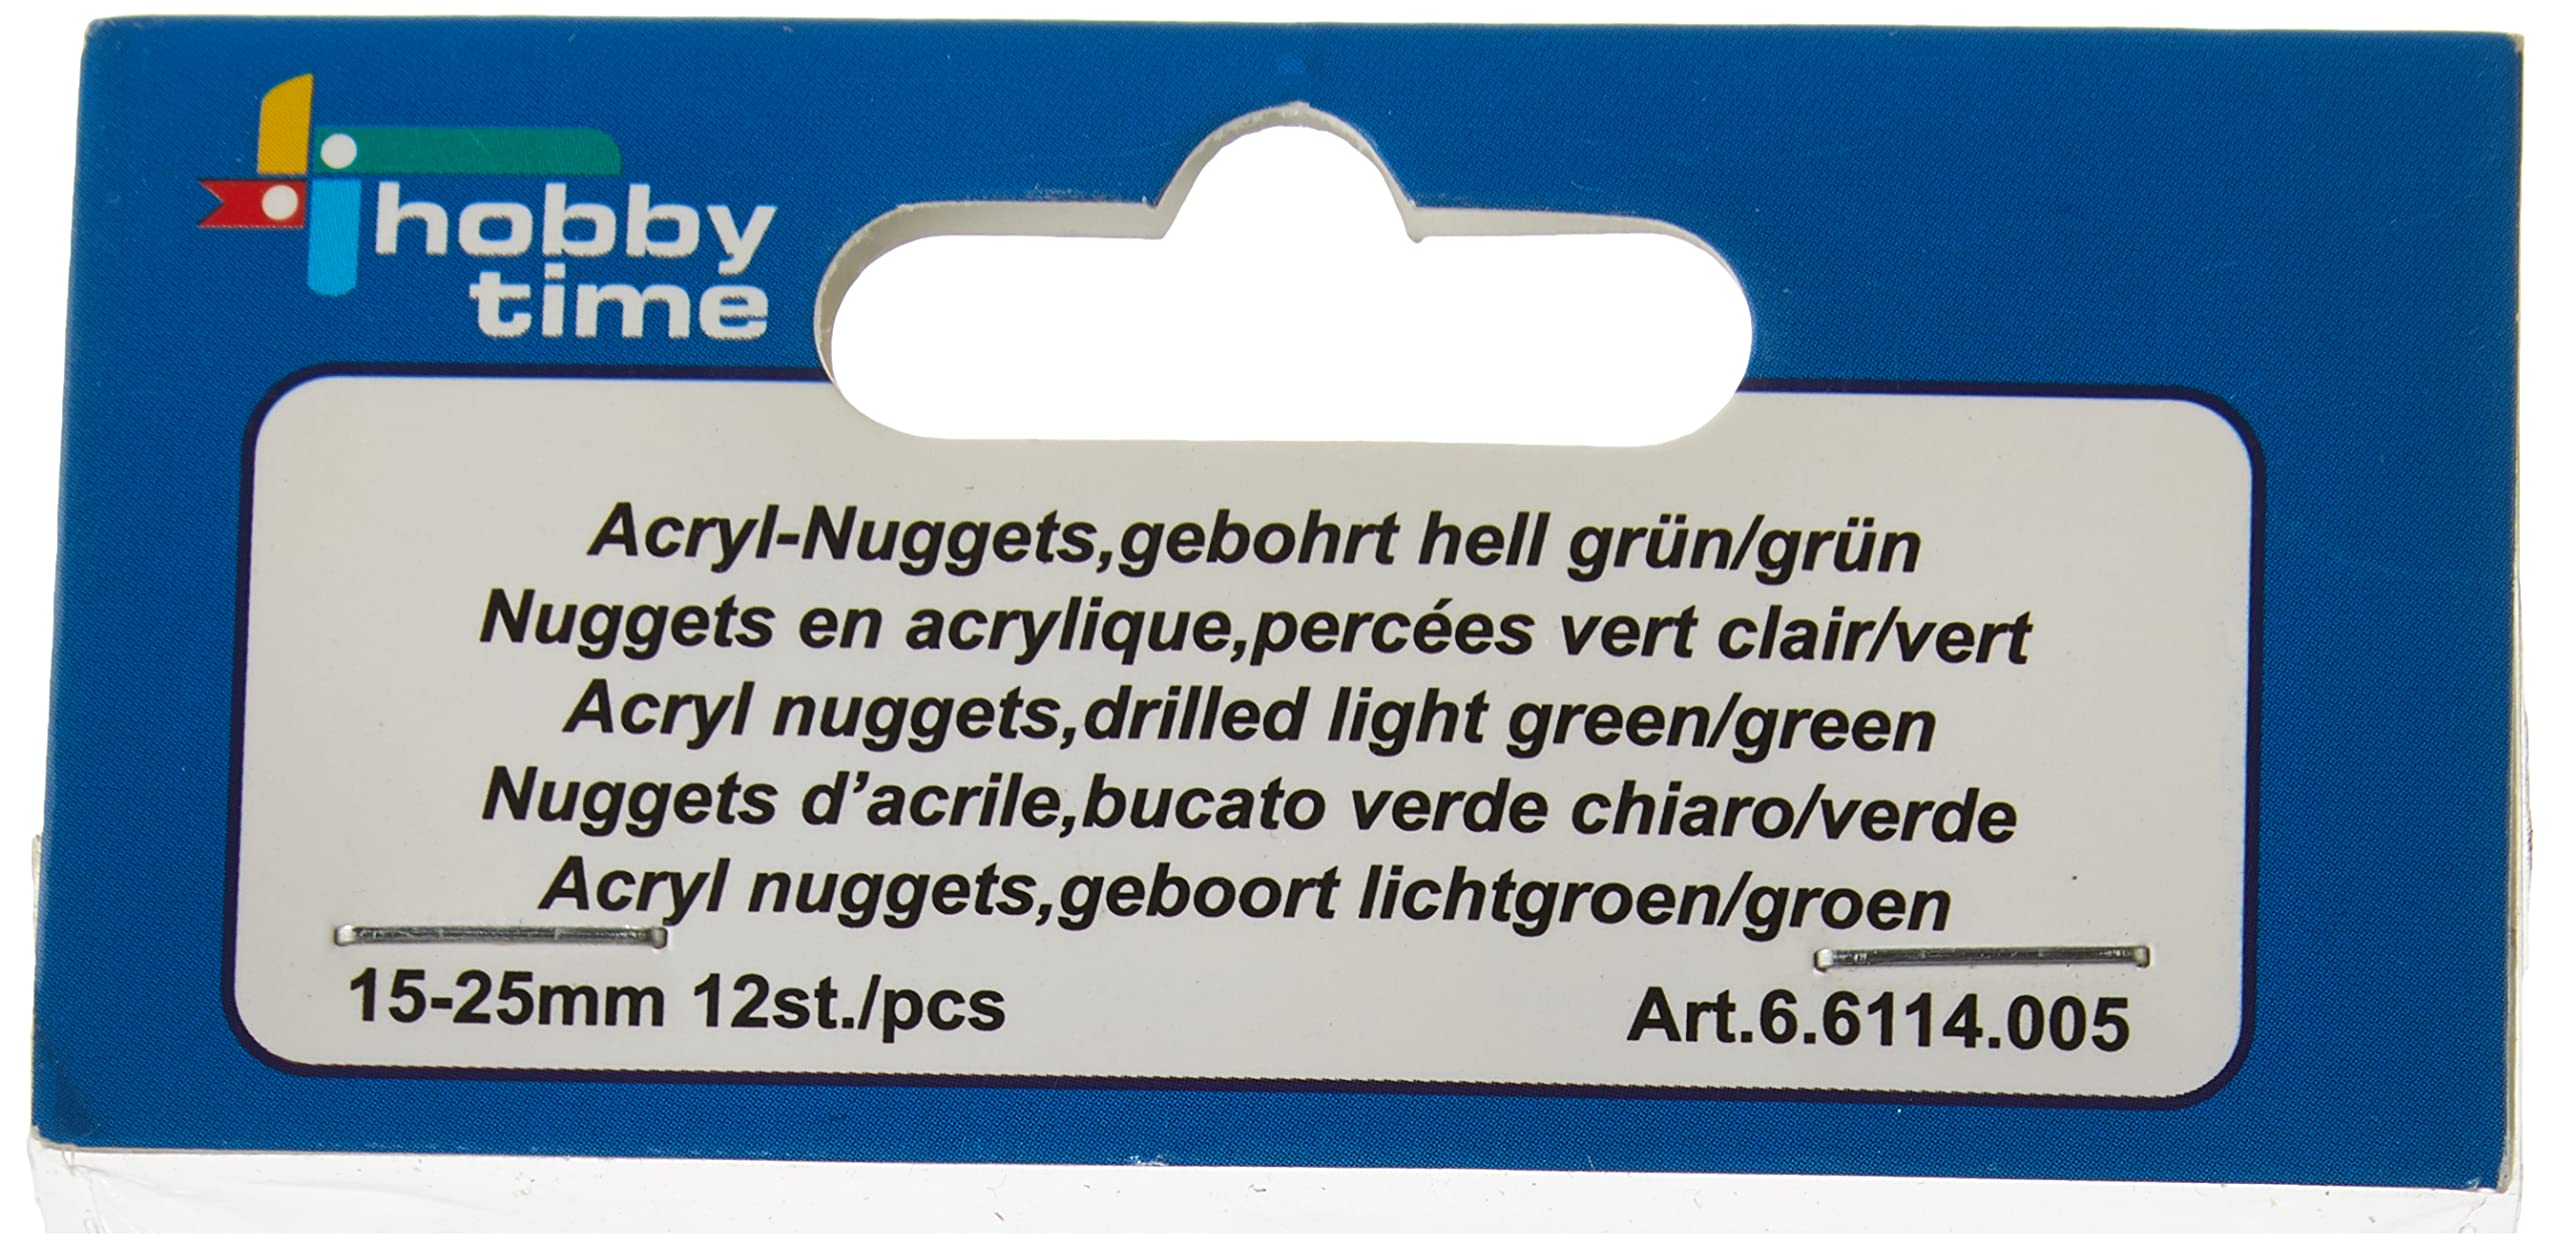 hobby
time
Acryl-Nuggets,gebohrt hell grün/grün
Nuggets en acrylique,percées vert clair/vert
Acryl nuggets,drilled light green/green
Nuggets d’acrile,bucato verde chiaro/verde
Acryl nuggets,geboort lichtgroen/groen
15-25mm 12st./pcs
Art.6.6114.005